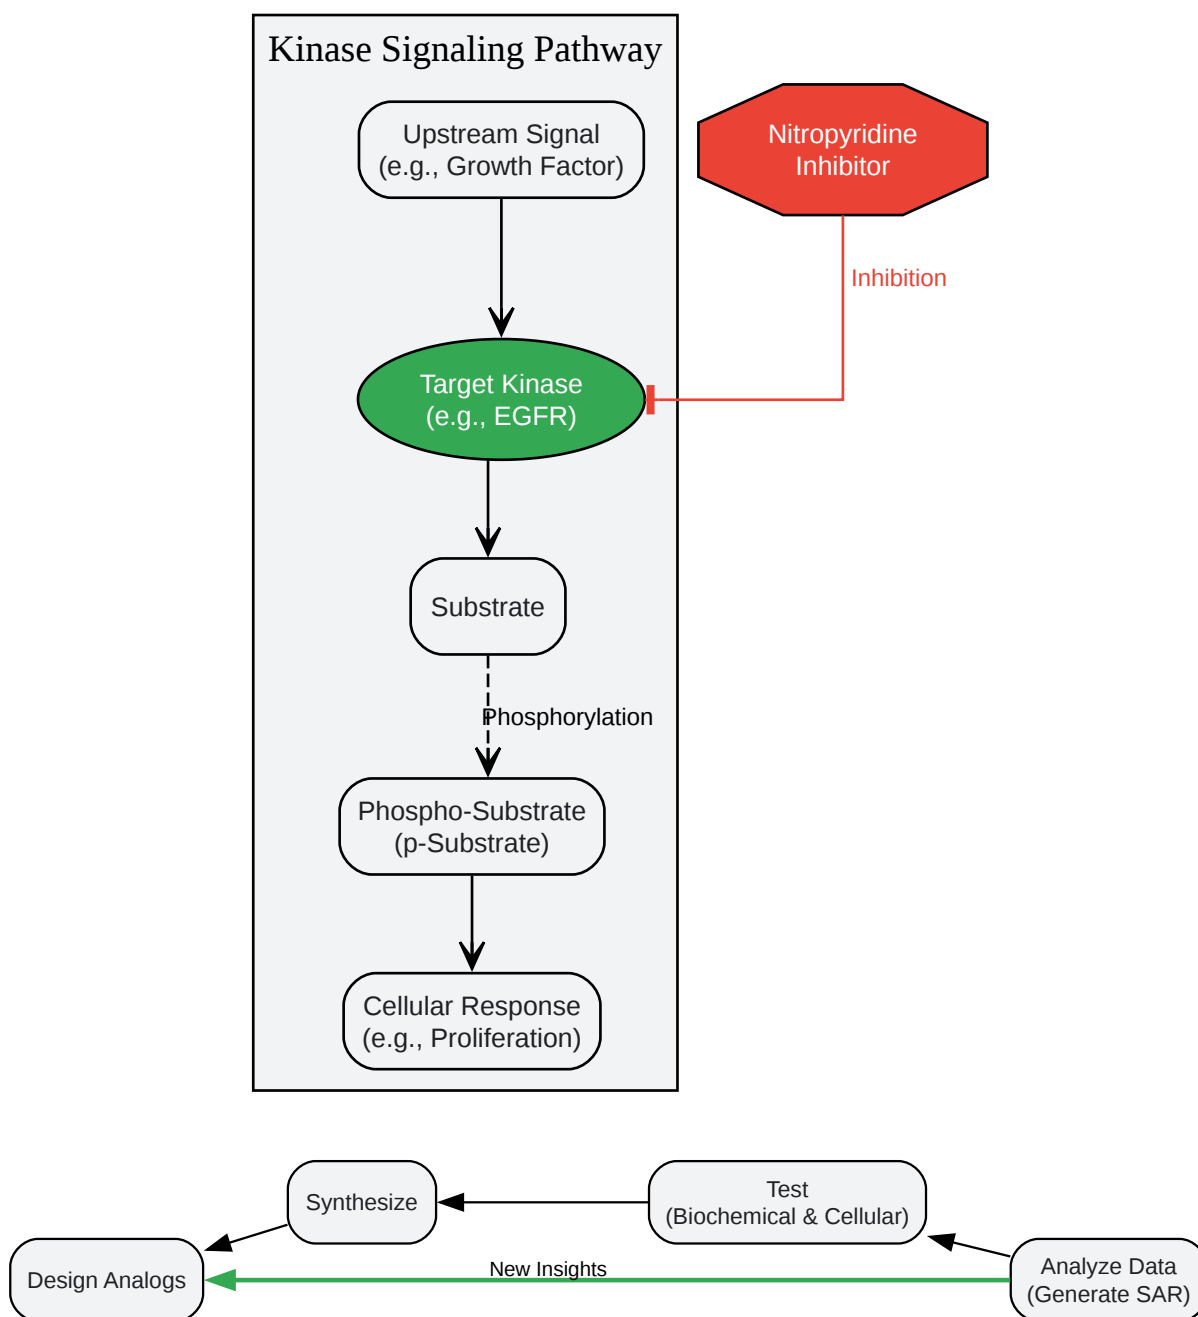 Kinase Signaling Pathway
Upstream Signal
(e.g., Growth Factor)
Nitropyridine
Inhibitor
Inhibition
Target Kinase
(e.g., EGFR)
Substrate
Phosphorylation
Phospho-Substrate
(p-Substrate)
Cellular Response
(e.g., Proliferation)
Synthesize
Test
(Biochemical & Cellular)
Design Analogs
New Insights
Analyze Data
(Generate SAR)